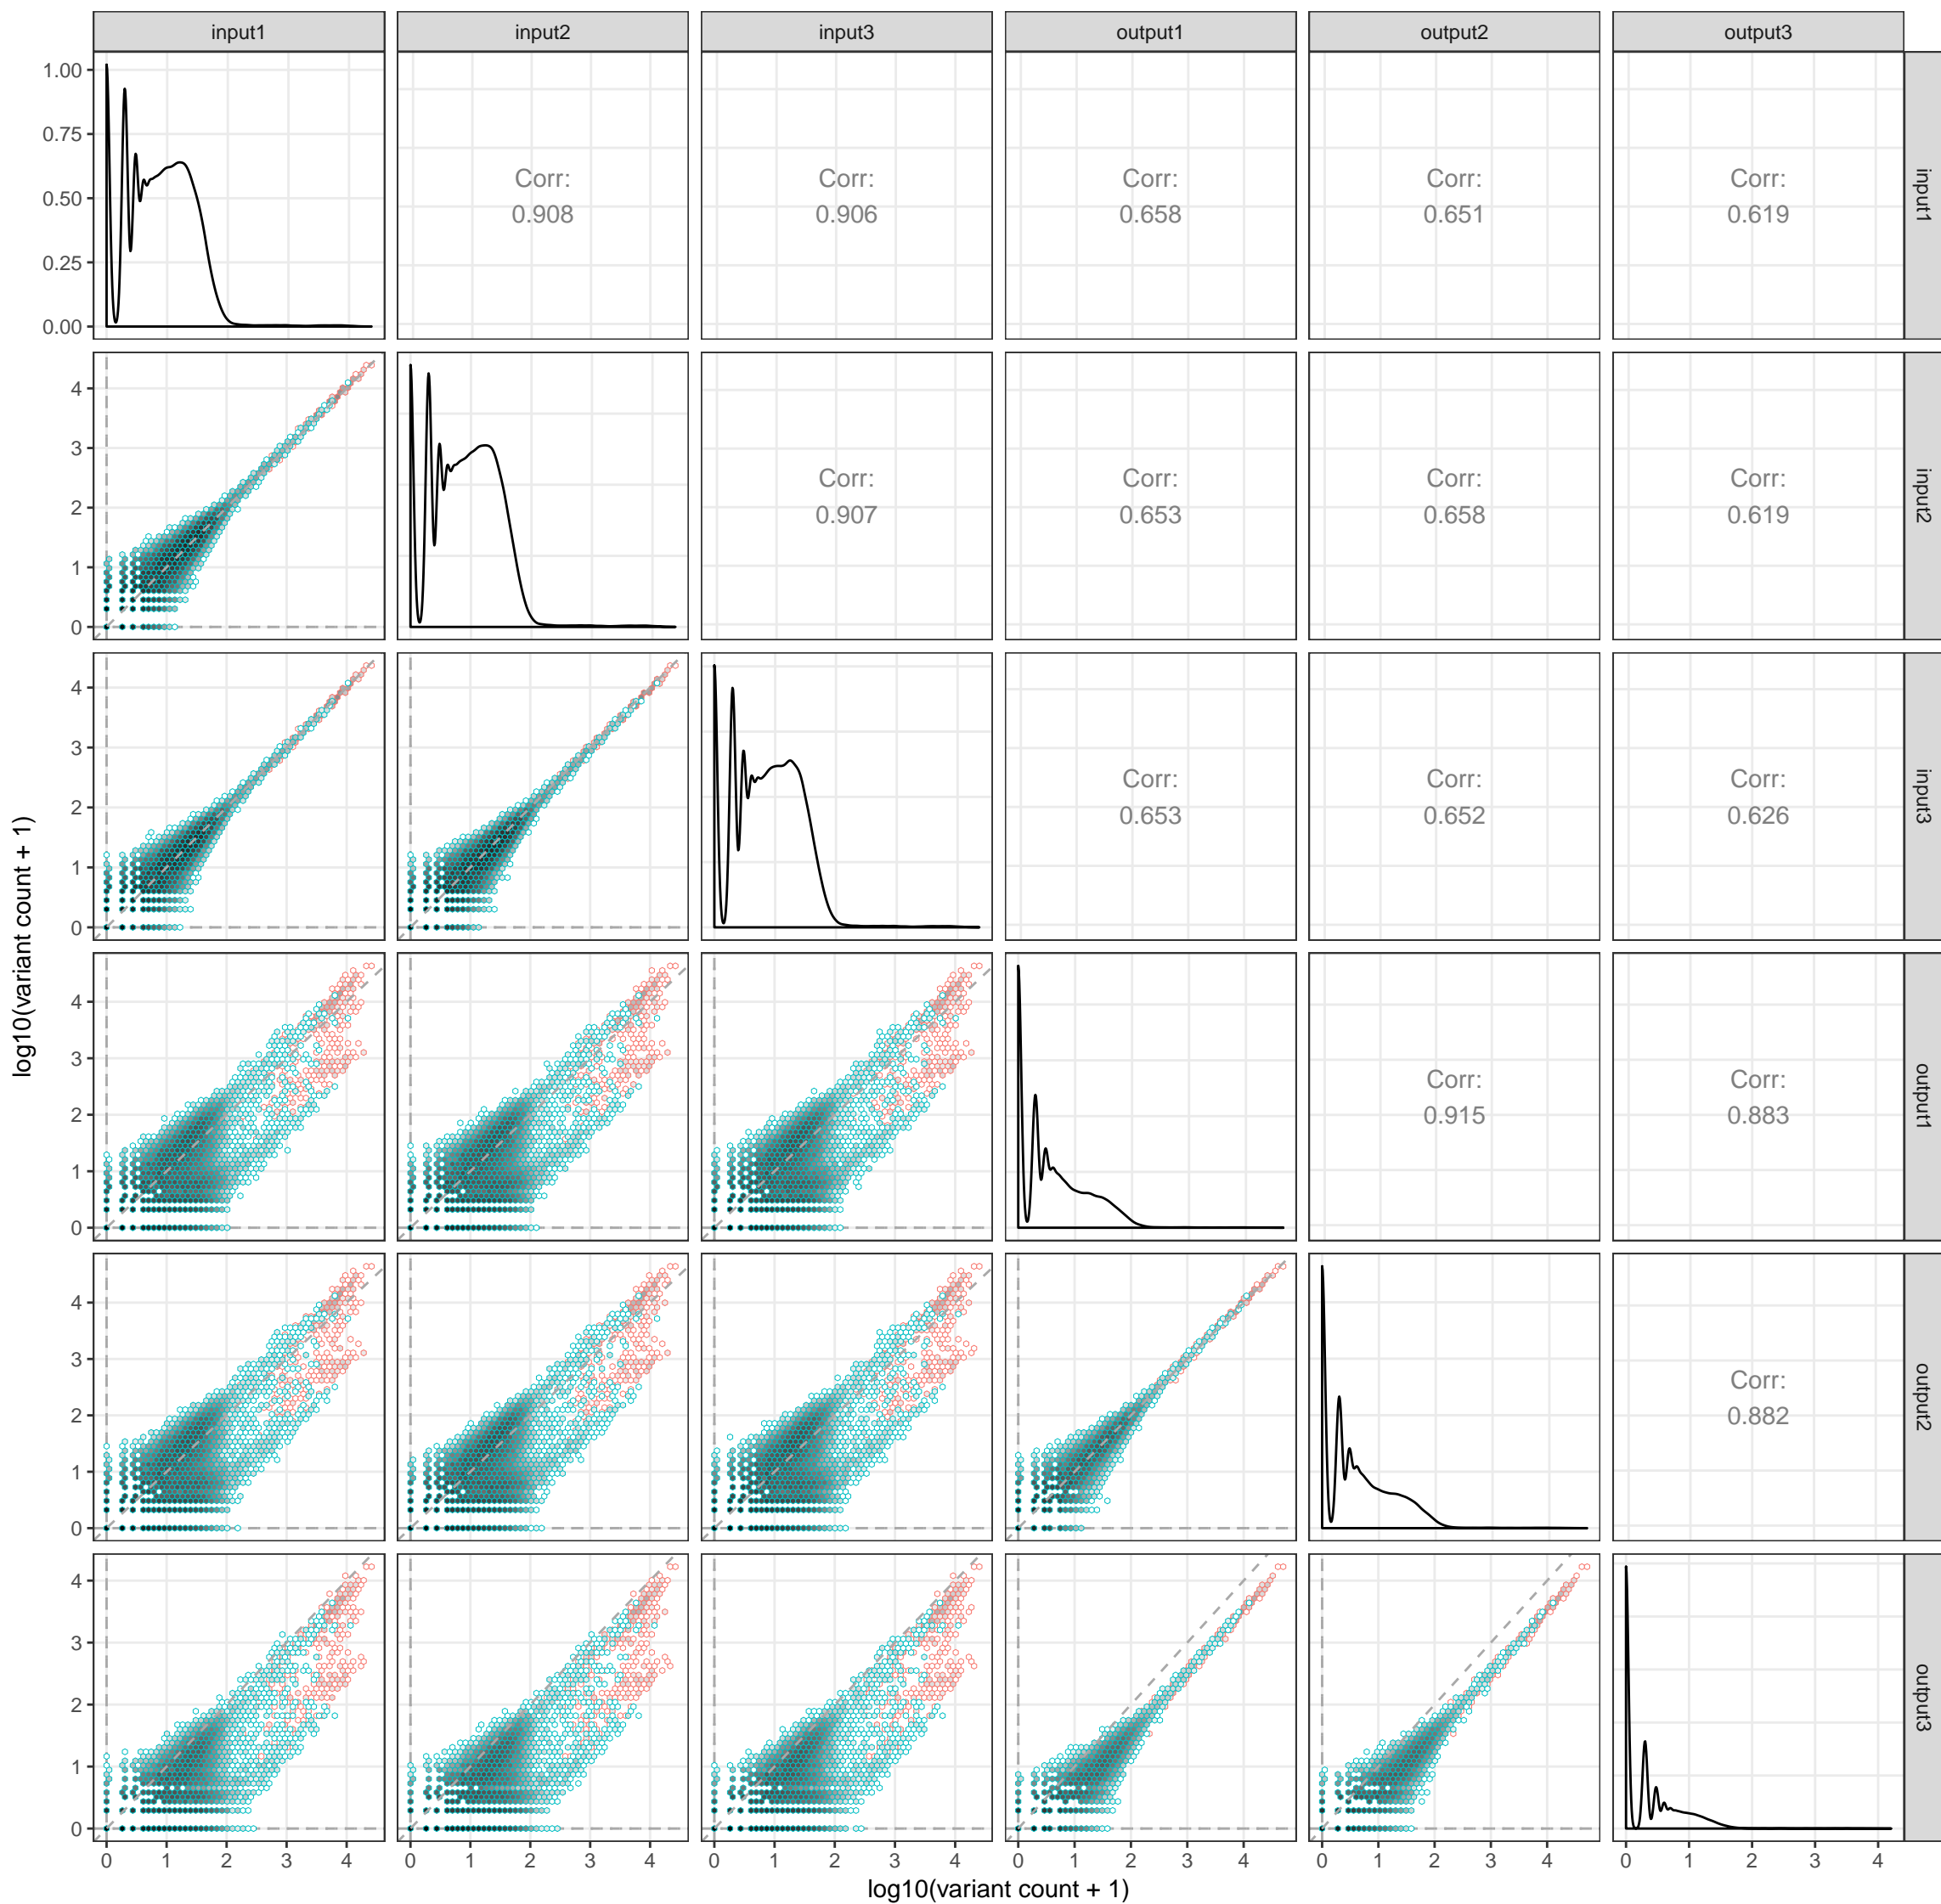 input1 input2 input3 output1 output2 output3
1.00
0.75
0.50
0.25
0.00
Corr:
0.908
Corr:
0.906
Corr:
0.658
Corr:
0.651
Corr:
0.619
input1
4
3
2
1
0
Corr:
0.907
Corr:
0.653
Corr:
0.658
Corr:
0.619
input2
4
3
2
1
0
Corr:
0.653
Corr:
0.652
Corr:
0.626
input3
log10(variant count + 1)
4
3
2
1
0
Corr:
0.915
Corr:
0.883
output1
4
3
2
1
0
Corr:
0.882
output2
4
3
2
1
0
output3
0 1 2 3 4 0 1 2 3 4 0 1 2 3 4 0 1 2 3 4 0 1 2 3 4 0 1 2 3 4
log10(variant count + 1)